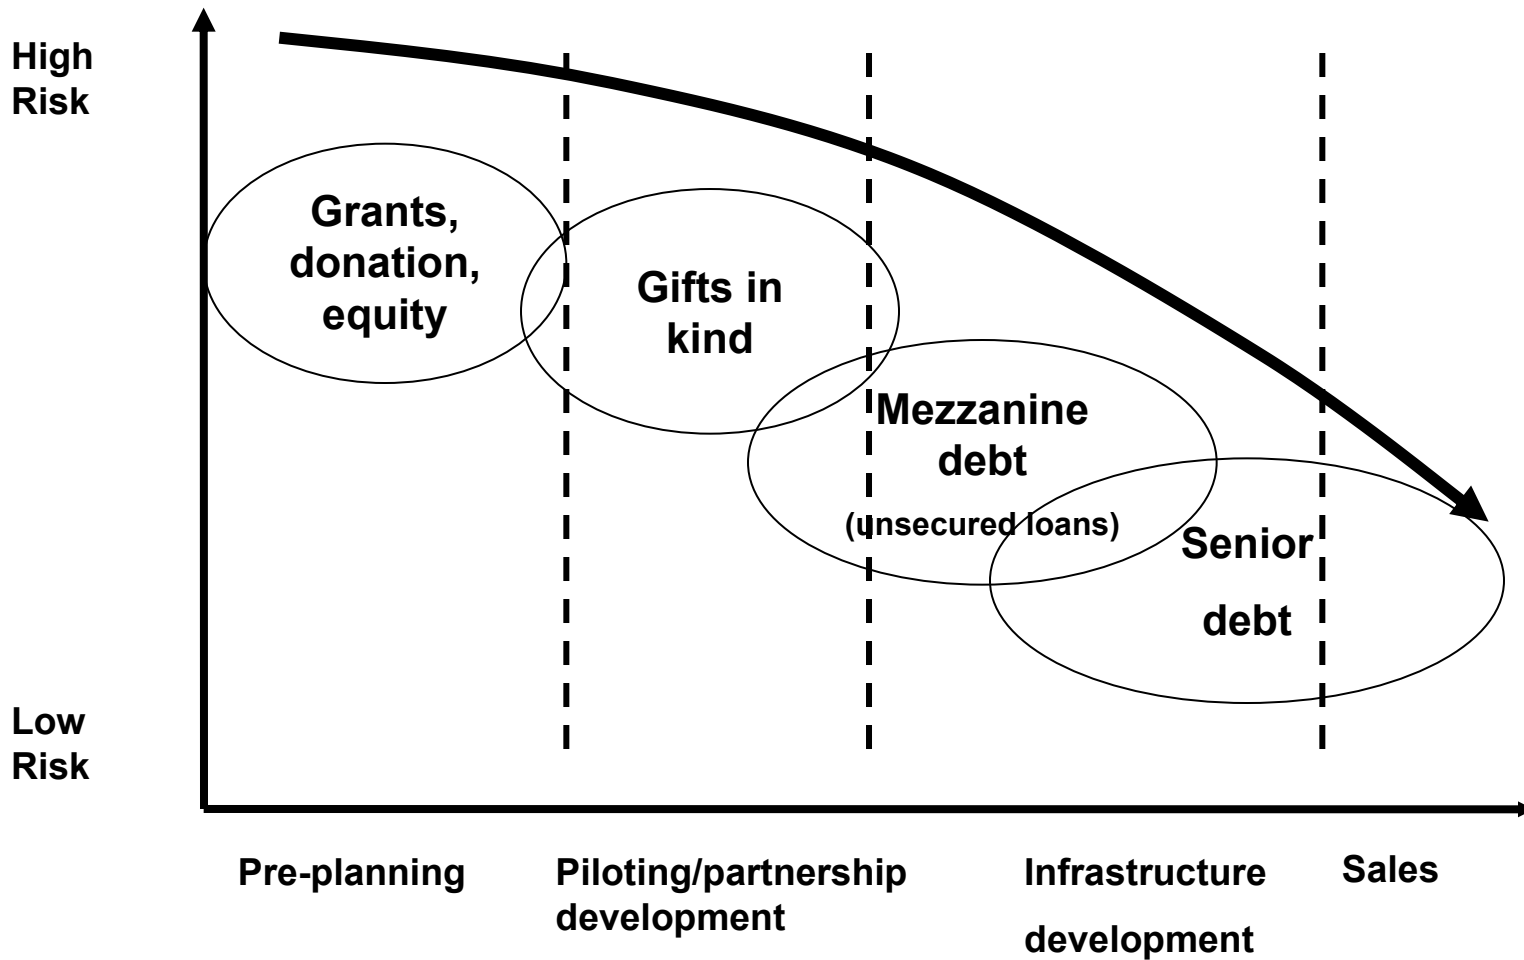 High
Risk
Grants,
donation,
equity
Gifts in
kind
Mezzanine
debt
(unsecured loans)
Senior
debt
Low
Risk
Pre-planning
Piloting/partnership
development
Infrastructure
development
Sales